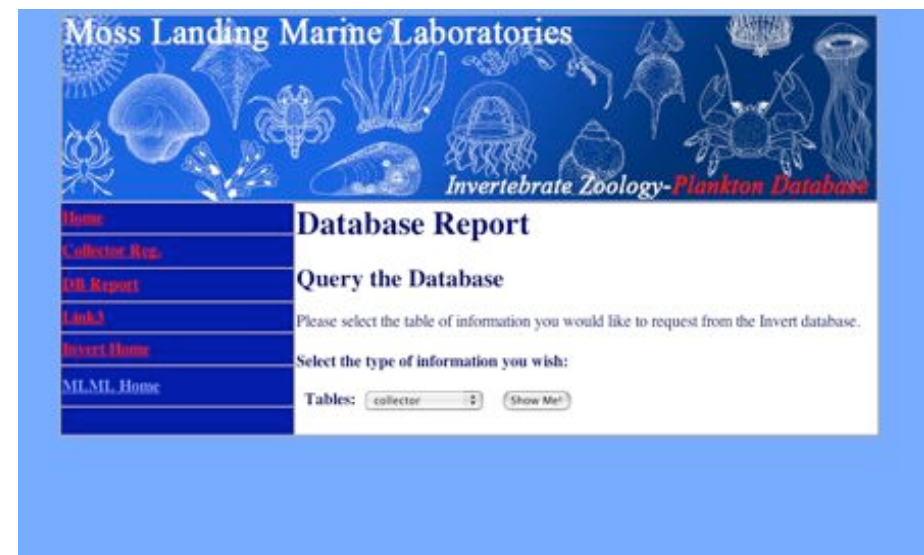 Moss Landing Marine Laboratories
Invertebrate Zoology-Plankton Database
Home
Collector Reg.
DB Report
Link3
Invert Home
MLML Home
Database Report
Query the Database
Please select the table of information you would like to request from the Invert database.
Select the type of information you wish:
Tables: collector Show Me!